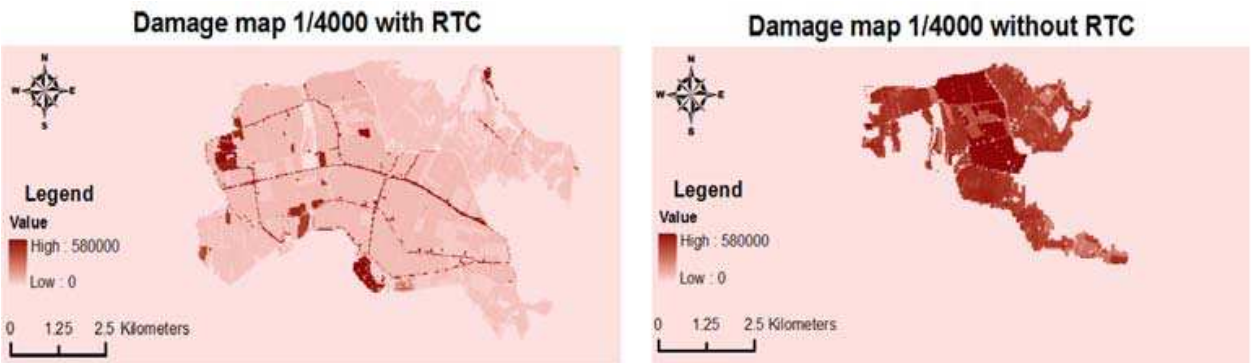 Damage map 1/4000 with RTC
N
W E
S
Legend
Value
High : 580000
Low : 0
0 1.25 2.5 Kilometers
Damage map 1/4000 without RTC
N
W E
S
Legend
Value
High : 580000
Low : 0
0 1.25 2.5 Kilometers